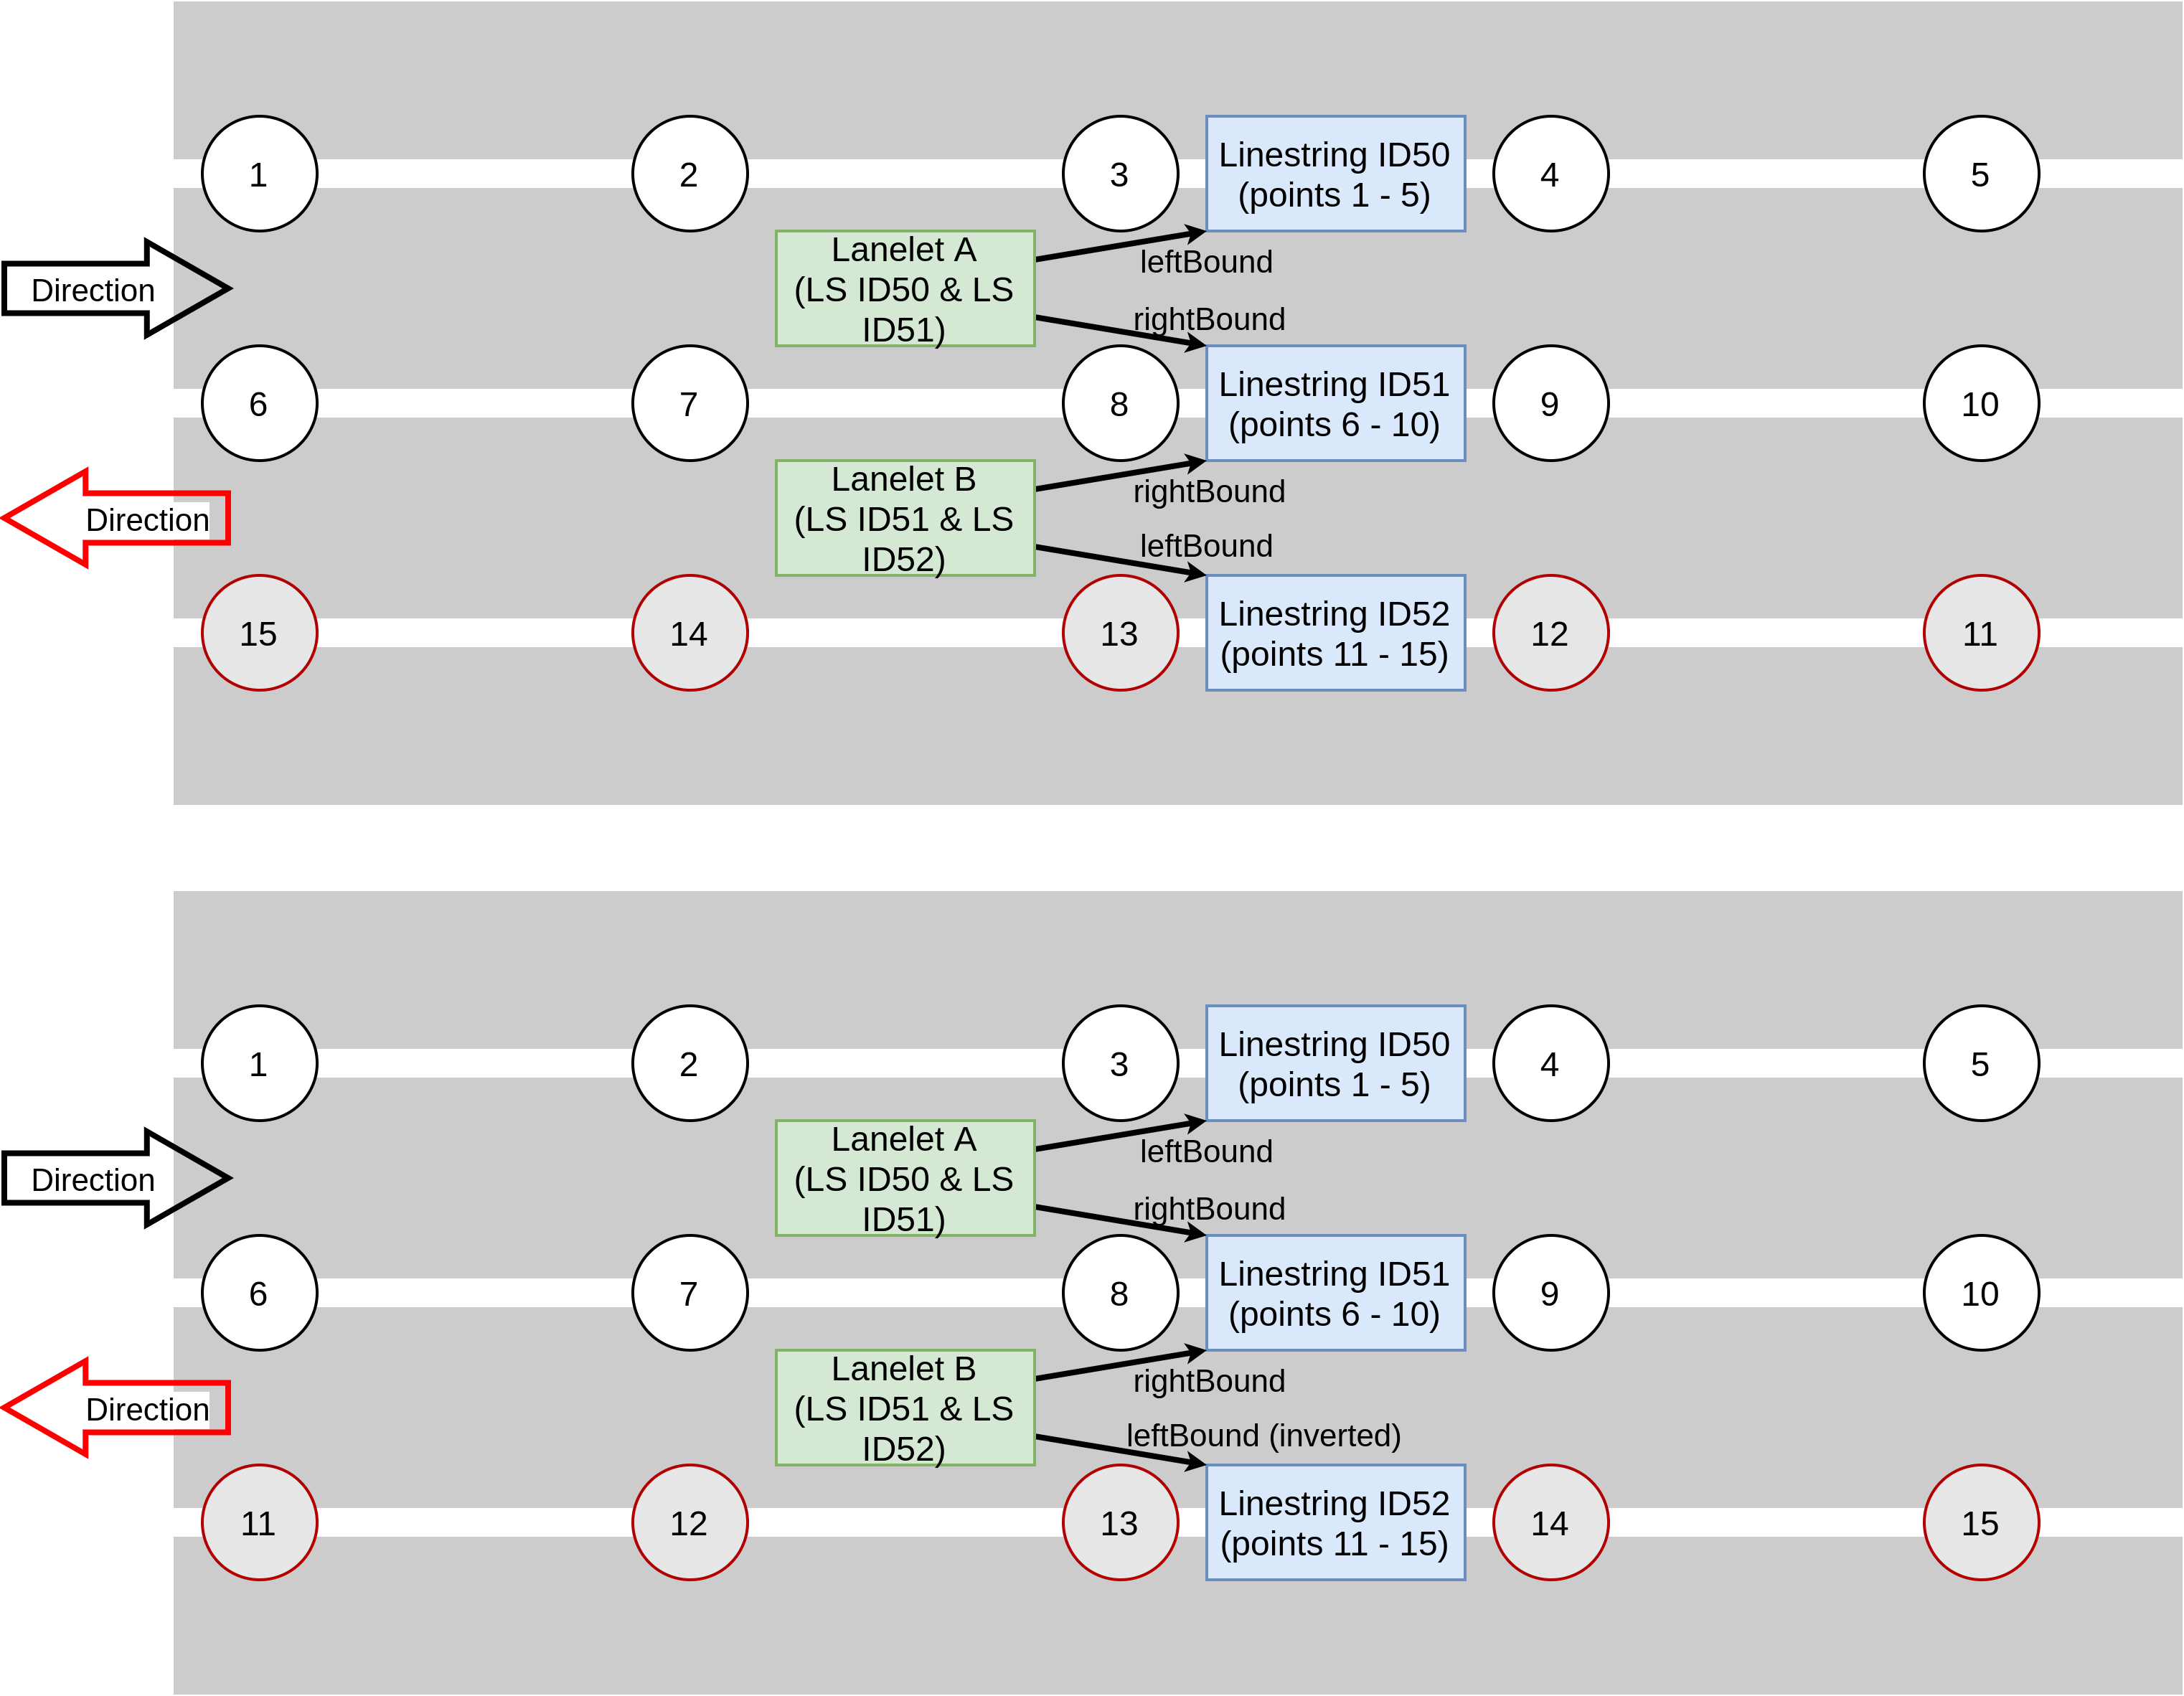 1
2
3
Linestring ID50
(points 1 - 5)
4
5
Direction
Lanelet A
(LS ID50 & LS
ID51)
leftBound
rightBound
6
7
8
Linestring ID51
(points 6 - 10)
9
10
Direction
Lanelet B
(LS ID51 & LS
ID52)
rightBound
leftBound
15
14
13
Linestring ID52
(points 11 - 15)
12
11
1
2
3
Linestring ID50
(points 1 - 5)
4
5
Direction
Lanelet A
(LS ID50 & LS
ID51)
leftBound
rightBound
6
7
8
Linestring ID51
(points 6 - 10)
9
10
Direction
Lanelet B
(LS ID51 & LS
ID52)
rightBound
leftBound (inverted)
11
12
13
Linestring ID52
(points 11 - 15)
14
15